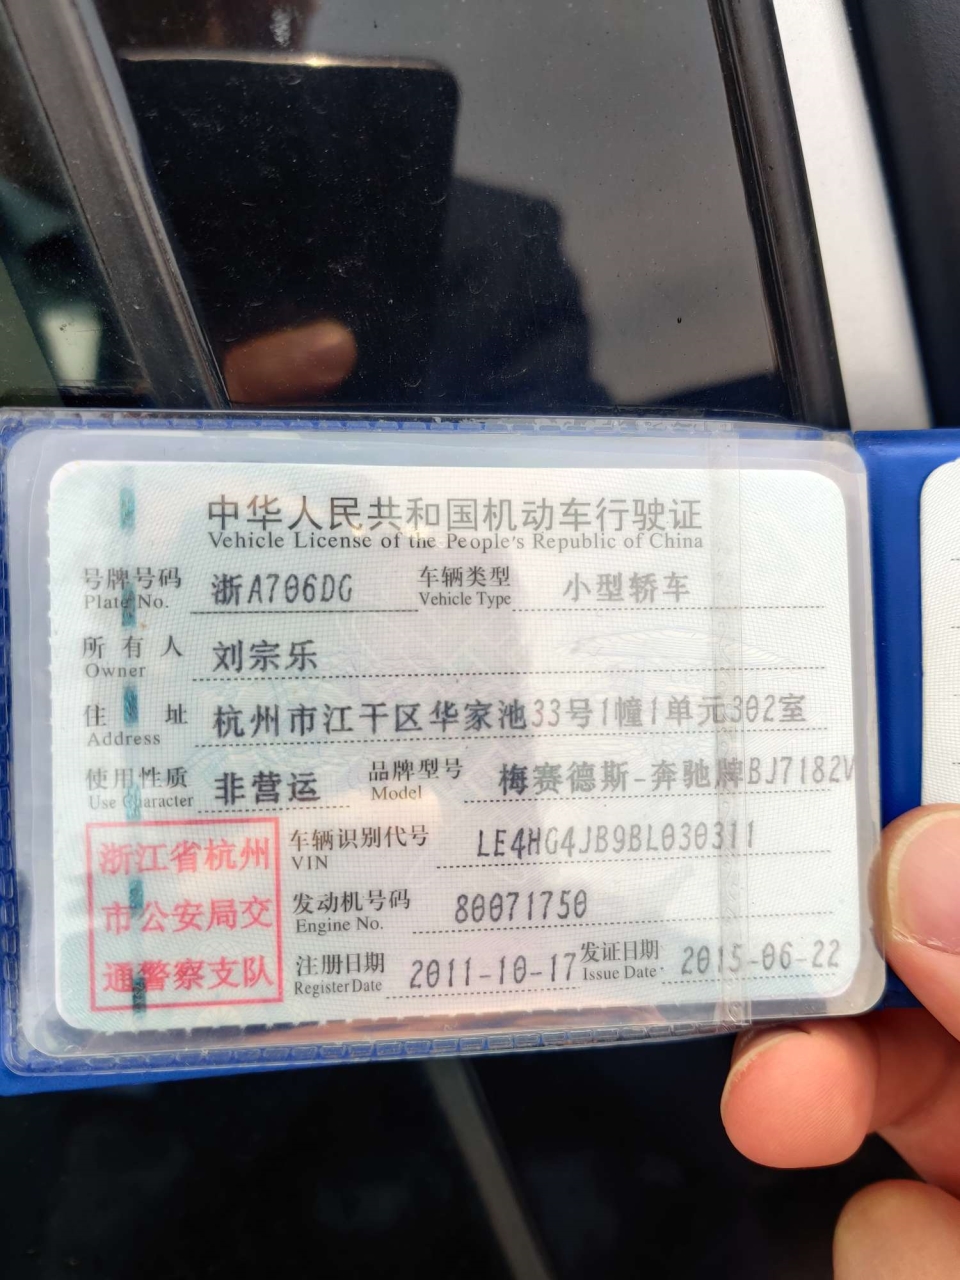 中华人民共和国机动车行驶证
Vehicle License of the People's Republic of China
号牌号码 浙A706DG 车辆类型 小型轿车
Plate No. Vehicle Type
所有人 刘宗乐
Owner
住址 杭州市江干区华家池33号1幢1单元302室
Address
使用性质 非营运 品牌型号 梅赛德斯-奔驰牌BJ7182V
Use Character Model
浙江省杭州
市公安局交
通警察支队
车辆识别代号 LE4HG4JB9BL030311
VIN
发动机号码 80071750
Engine No.
注册日期 2011-10-17 发证日期 2015-06-22
Register Date Issue Date